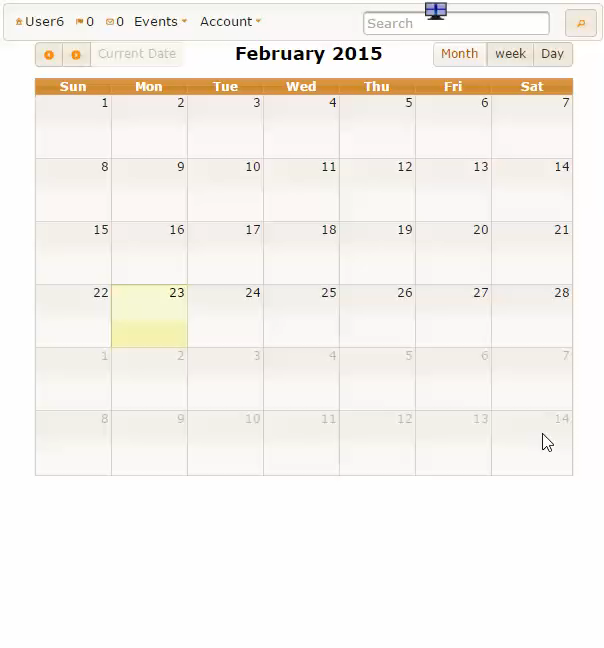 User6 0 0 Events Account Search
Current Date February 2015 Month week Day
Sun Mon Tue Wed Thu Fri Sat
1 2 3 4 5 6 7
8 9 10 11 12 13 14
15 16 17 18 19 20 21
22 23 24 25 26 27 28
1 2 3 4 5 6 7
8 9 10 11 12 13 14